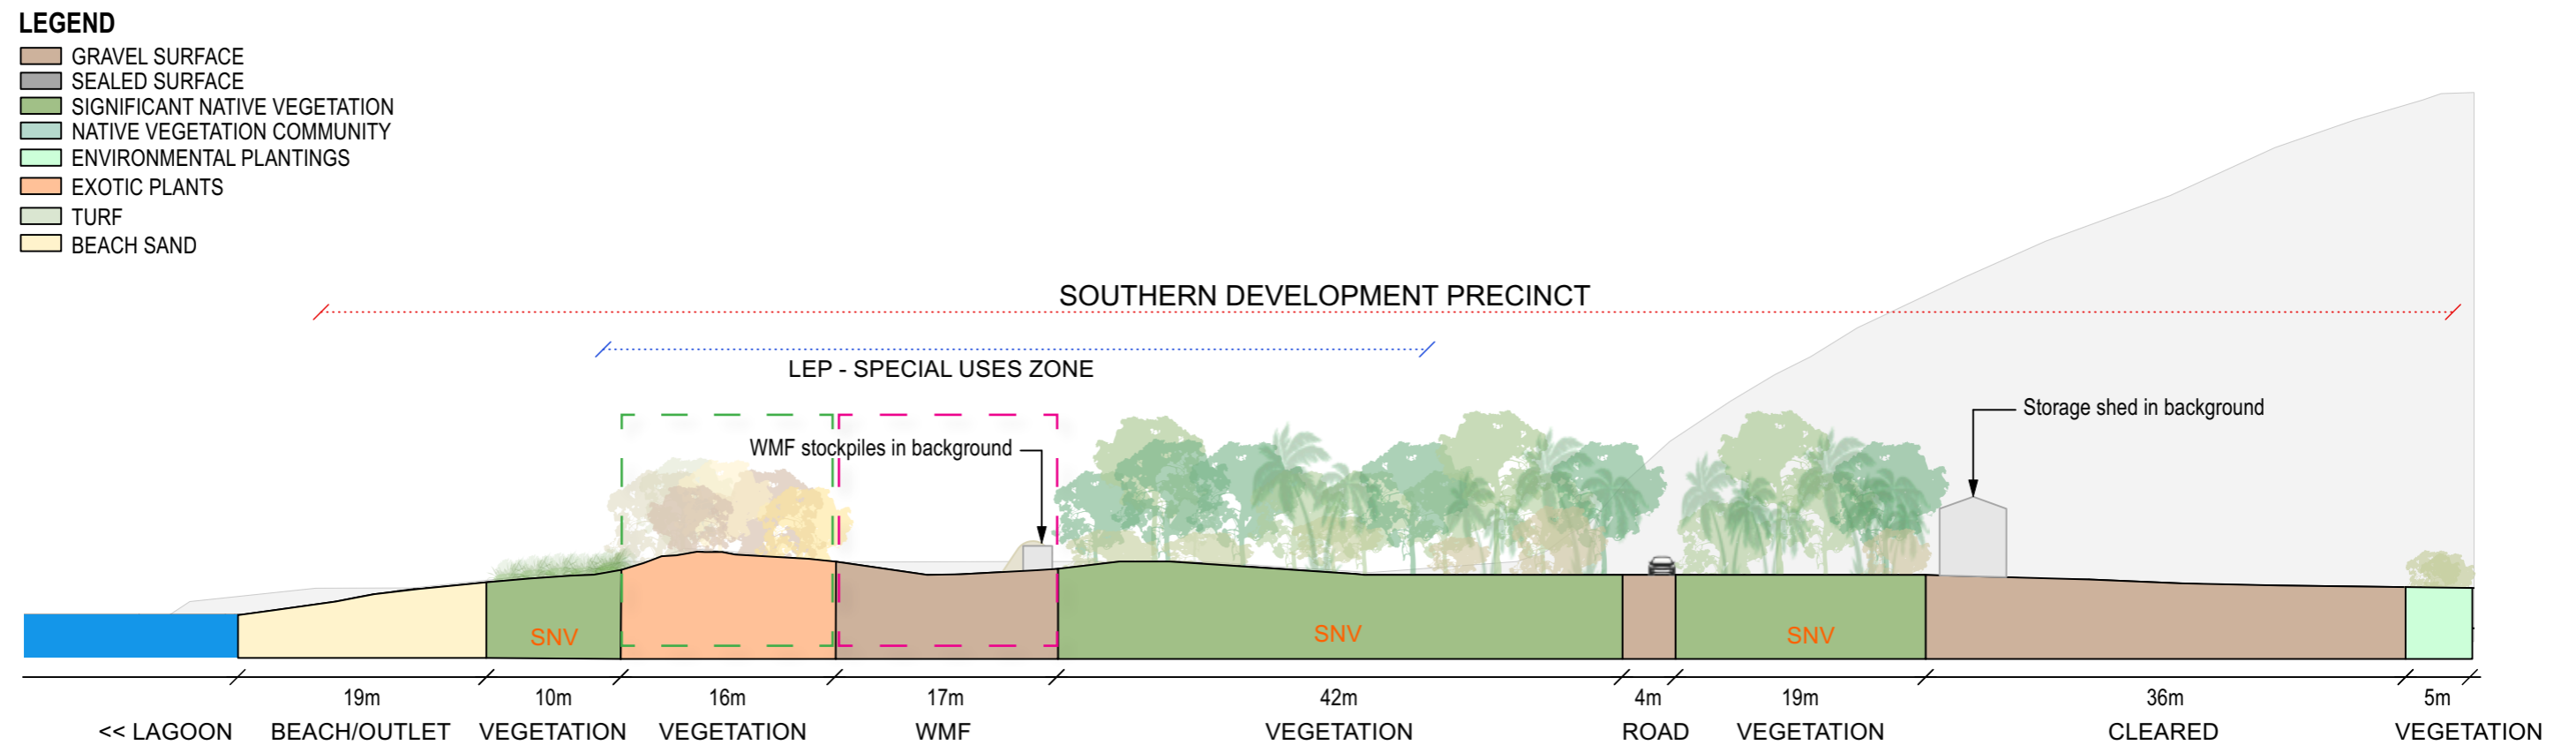 LEGEND
GRAVEL SURFACE
SEALED SURFACE
SIGNIFICANT NATIVE VEGETATION
NATIVE VEGETATION COMMUNITY
ENVIRONMENTAL PLANTINGS
EXOTIC PLANTS
TURF
BEACH SAND
SOUTHERN DEVELOPMENT PRECINCT
LEP - SPECIAL USES ZONE
Storage shed in background
WMF stockpiles in background
SNV
SNV
SNV
19m
10m
16m
17m
42m
4m
19m
36m
5m
<< LAGOON
BEACH/OUTLET
VEGETATION
VEGETATION
WMF
VEGETATION
ROAD
VEGETATION
CLEARED
VEGETATION